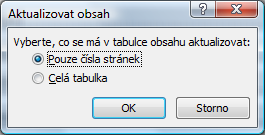 Aktualizovat obsah
Vyberte, co se má v tabulce obsahu aktualizovat:
Pouze čísla stránek
Celá tabulka
OK
Storno